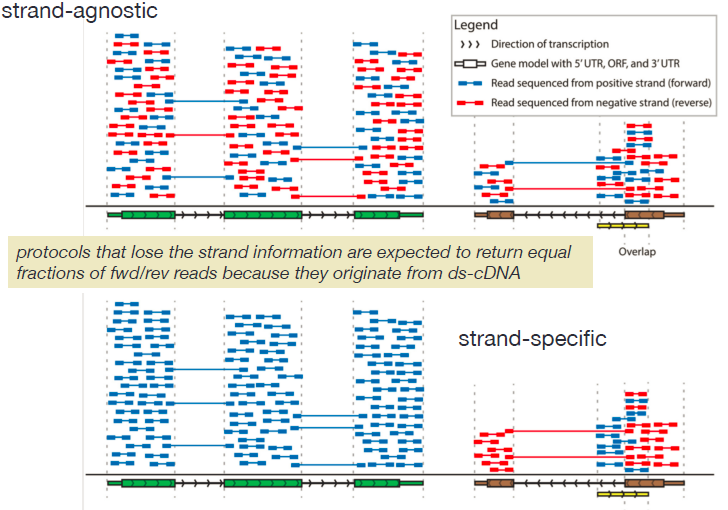 strand-agnostic
Legend
Direction of transcription
Gene model with 5'UTR, ORF, and 3'UTR
Read sequenced from positive strand (forward)
Read sequenced from negative strand (reverse)
protocols that lose the strand information are expected to return equal
fractions of fwd/rev reads because they originate from ds-cDNA
Overlap
strand-specific